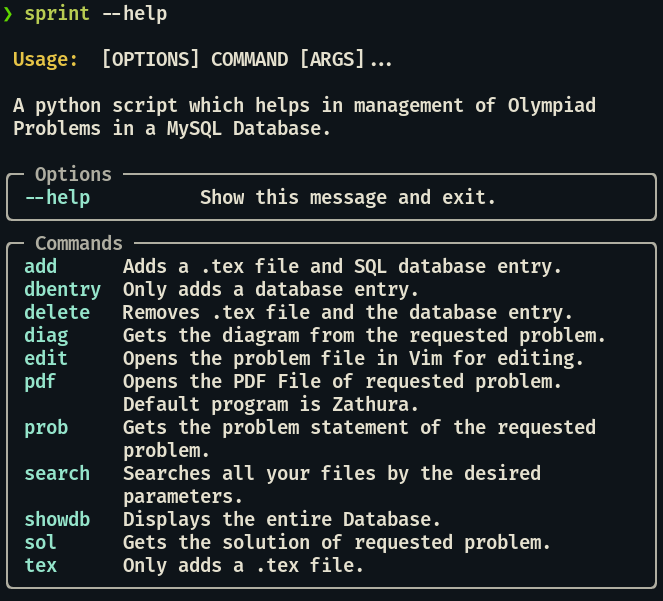 ❯ sprint --help
Usage: [OPTIONS] COMMAND [ARGS]...
A python script which helps in management of Olympiad
Problems in a MySQL Database.
Options
--help Show this message and exit.
Commands
add Adds a .tex file and SQL database entry.
dbentry Only adds a database entry.
delete Removes .tex file and the database entry.
diag Gets the diagram from the requested problem.
edit Opens the problem file in Vim for editing.
pdf Opens the PDF File of requested problem.
Default program is Zathura.
prob Gets the problem statement of the requested
problem.
search Searches all your files by the desired
parameters.
showdb Displays the entire Database.
sol Gets the solution of requested problem.
tex Only adds a .tex file.